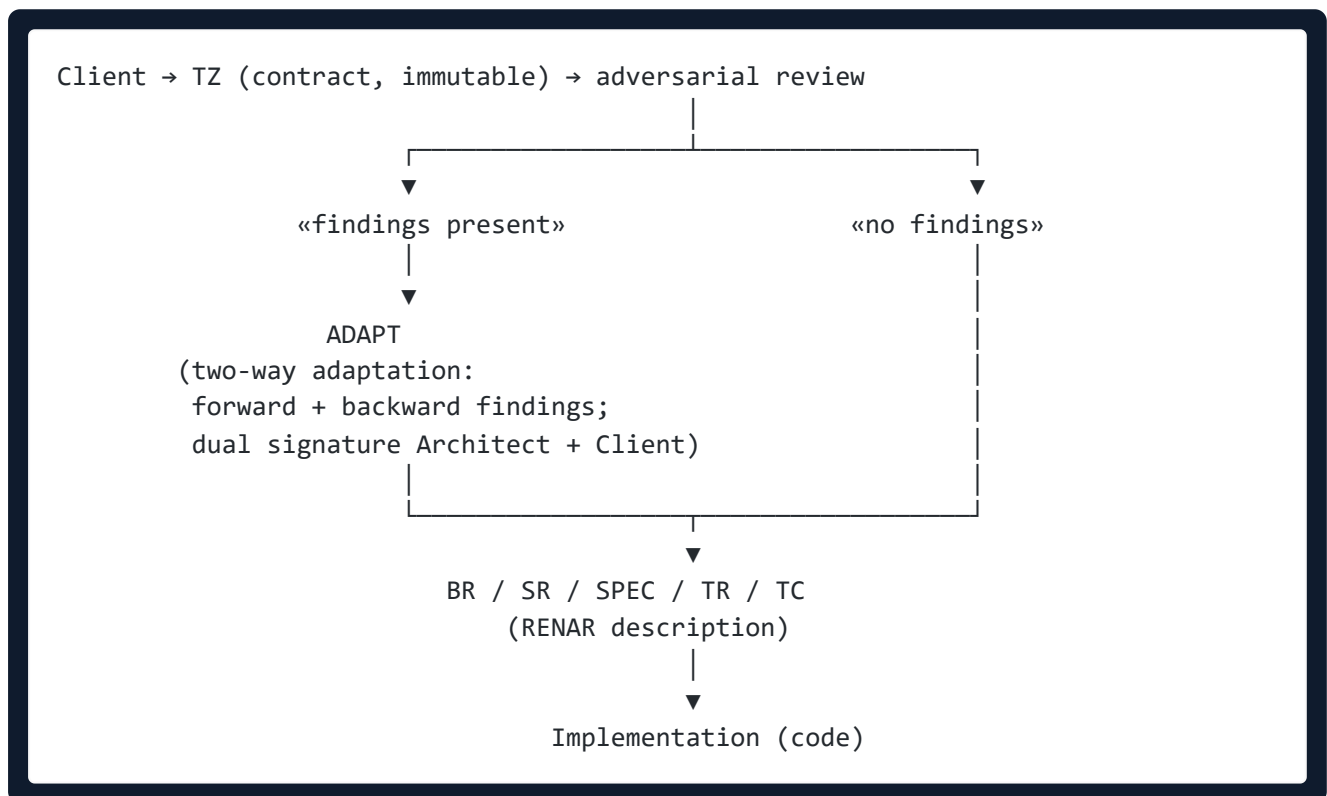 Client → TZ (contract, immutable) → adversarial review
«findings present» «no findings»
ADAPT
(two-way adaptation:
forward + backward findings;
dual signature Architect + Client)
BR / SR / SPEC / TR / TC
(RENAR description)
Implementation (code)